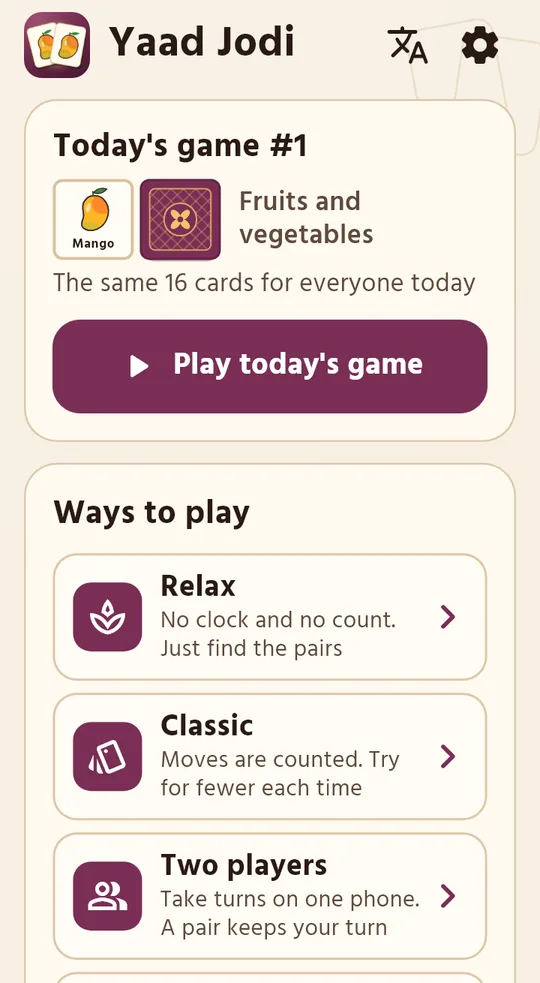 Yaad Jodi
Today's game #1
Mango
Fruits and
vegetables
The same 16 cards for everyone today
Play today's game
Ways to play
Relax
No clock and no count.
Just find the pairs
Classic
Moves are counted. Try
for fewer each time
Two players
Take turns on one phone.
A pair keeps your turn